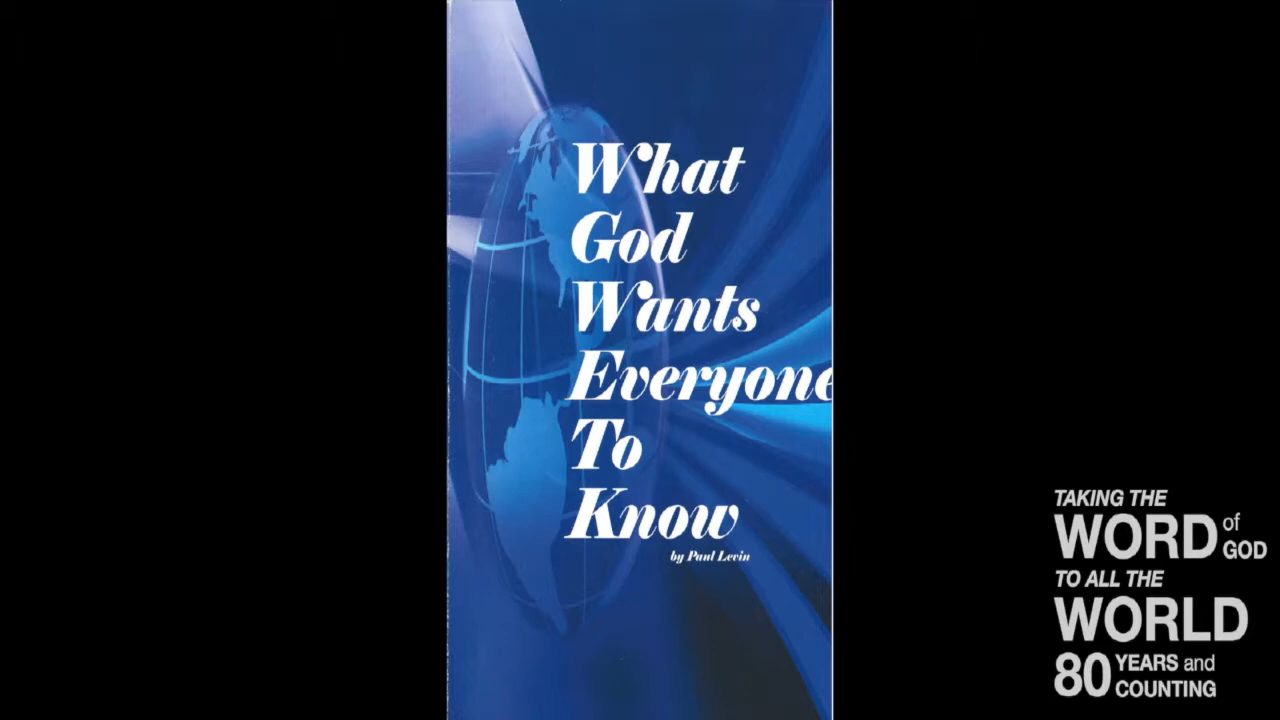 What
God
Wants
Everyone
To
Know
by Paul Levin
TAKING THE
WORD of GOD
TO ALL THE
WORLD
80 YEARS and
COUNTING